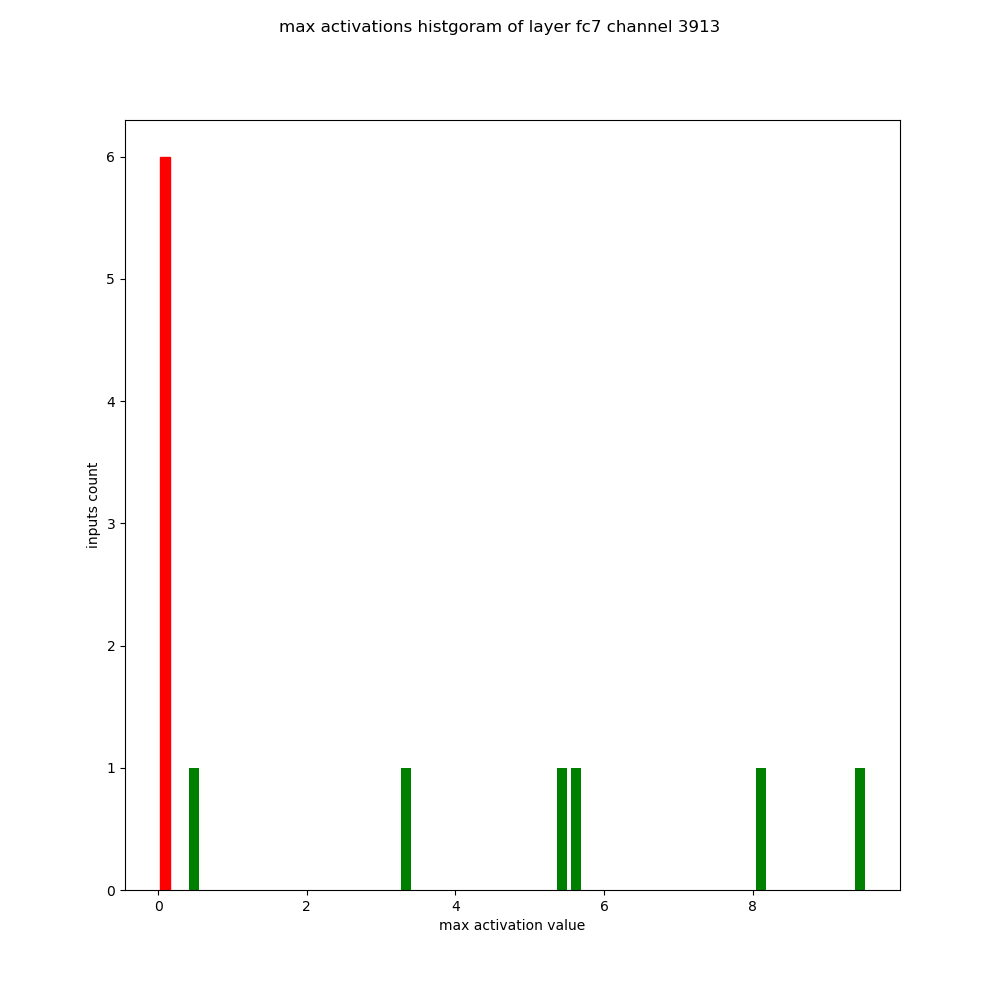 max activations histgoram of layer fc7 channel 3913
6
5
4
3
2
1
0
inputs count
0 2 4 6 8
max activation value